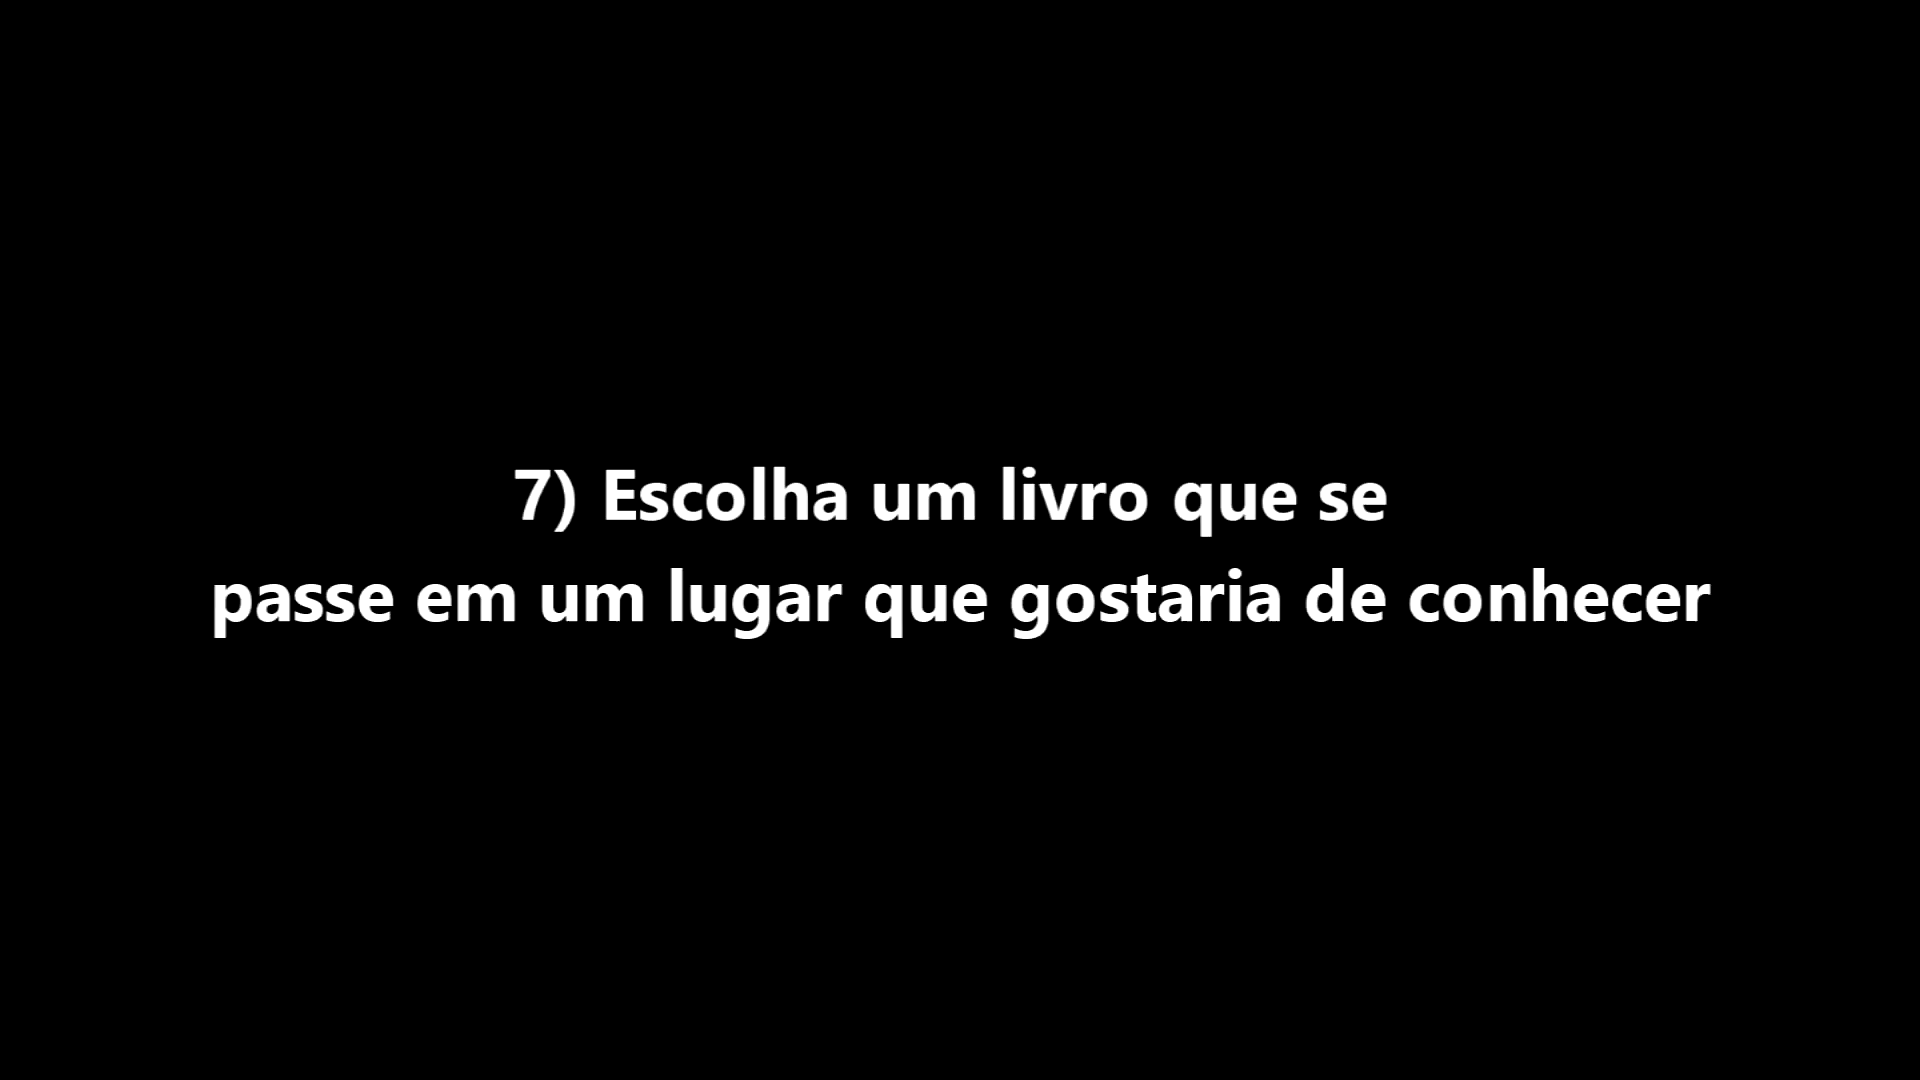 7) Escolha um livro que se
passe em um lugar que gostaria de conhecer